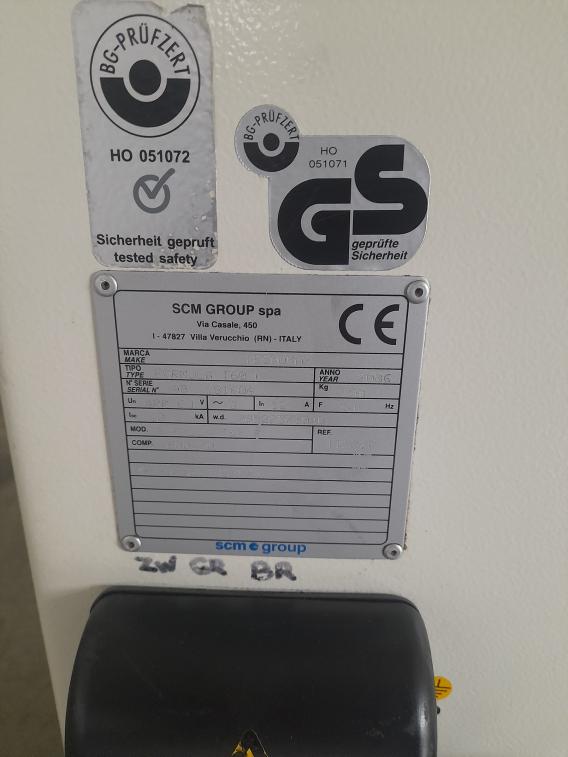 BG-PRÜFZERT
HO 051072
Sicherheit gepruft
tested safety
BG-PRÜFZERT
HO
051071
GS
geprüfte
Sicherheit
SCM GROUP spa
Via Casale, 450
I - 47827 Villa Verucchio (RN) - ITALY
CE
MARCA
MAKE
TIPO
TYPE
ANNO
YEAR
N° SERIE
SERIAL N°
Kg
Un V ~ In A F Hz
Icc kA w.d.
MOD.
REF.
COMP.
scm group
ZW GR BR